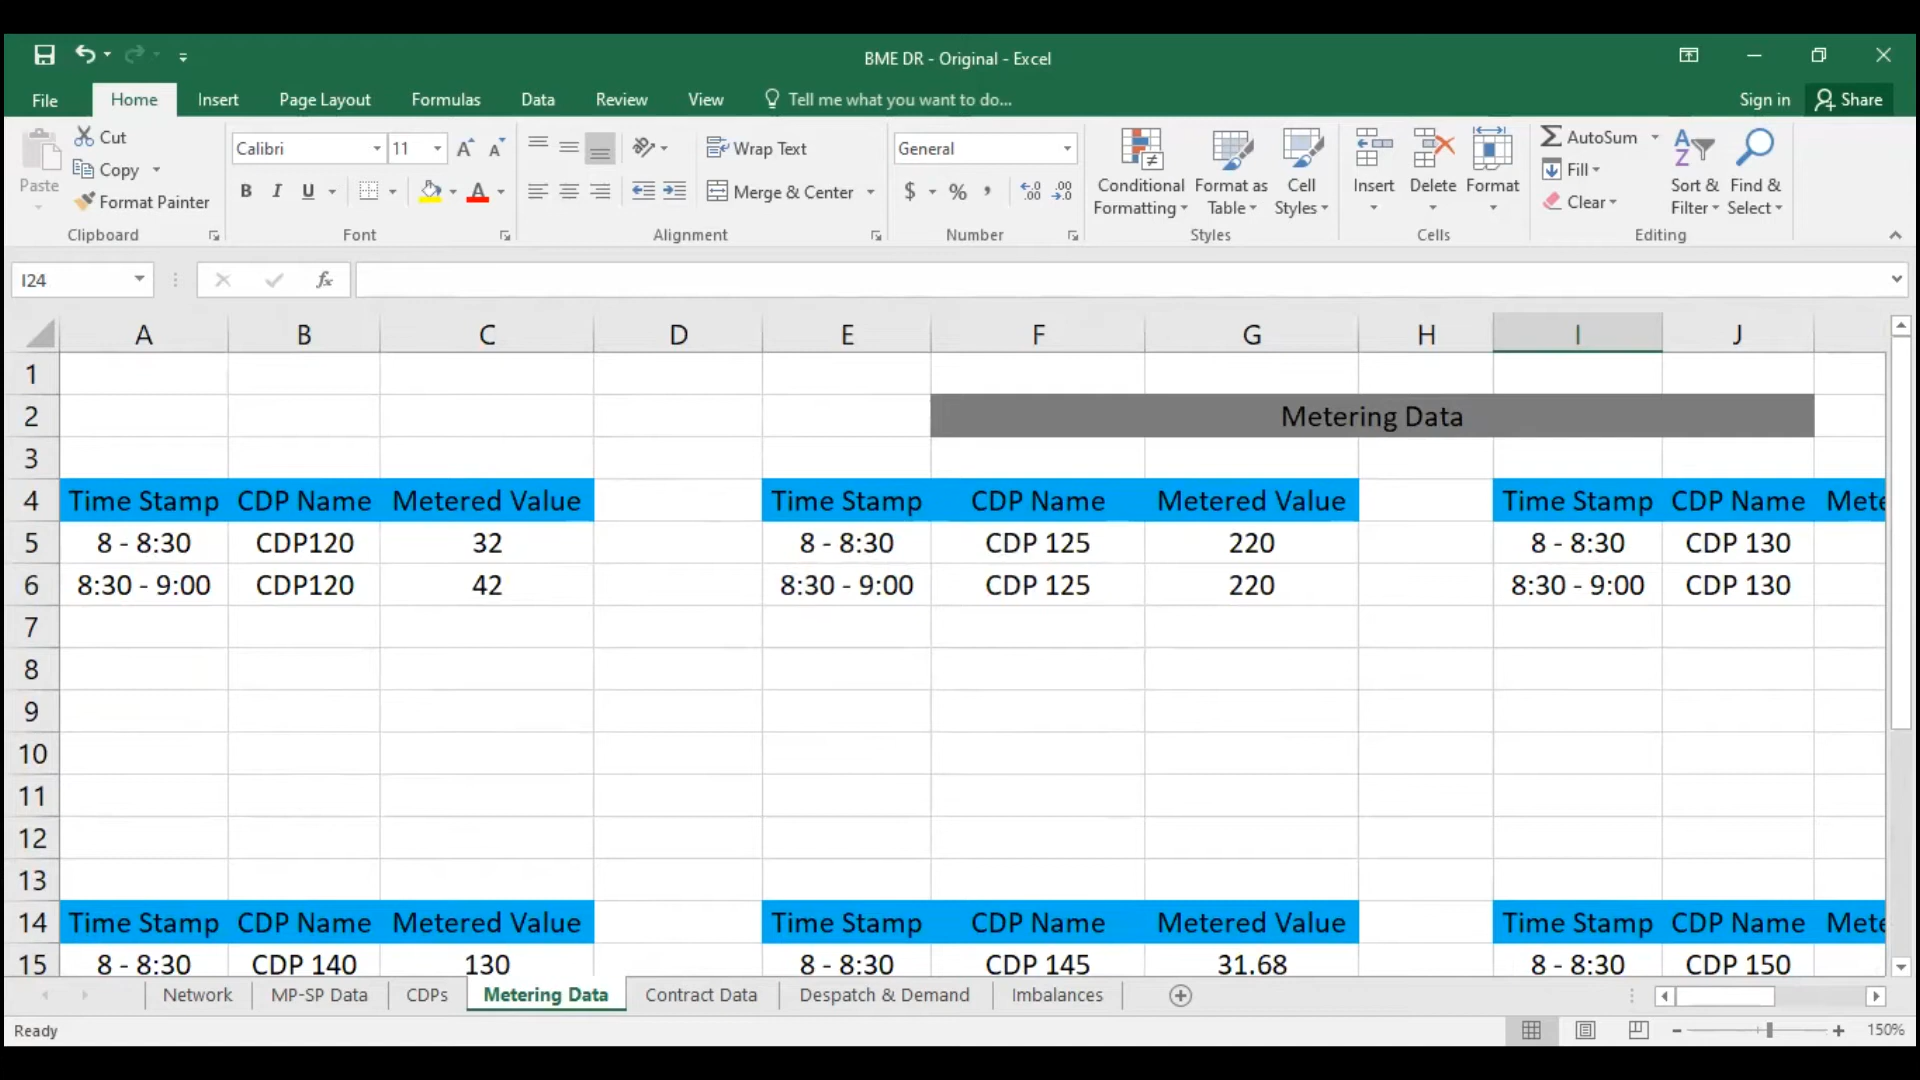 BME DR - Original - Excel
File Home Insert Page Layout Formulas Data Review View Tell me what you want to do... Sign in Share
Cut
Copy
Paste
Format Painter
Clipboard
Calibri 11
B I U
Font
Wrap Text
Merge & Center
Alignment
General
$ % ,
Number
Conditional Formatting
Format as Table
Cell Styles
Styles
Insert Delete Format
Cells
AutoSum
Fill
Clear
Sort & Filter
Find & Select
Editing
I24 fx
A B C D E F G H I J
1
2 Metering Data
3
4 Time Stamp CDP Name Metered Value Time Stamp CDP Name Metered Value Time Stamp CDP Name Mete
5 8 - 8:30 CDP120 32 8 - 8:30 CDP 125 220 8 - 8:30 CDP 130
6 8:30 - 9:00 CDP120 42 8:30 - 9:00 CDP 125 220 8:30 - 9:00 CDP 130
7
8
9
10
11
12
13
14 Time Stamp CDP Name Metered Value Time Stamp CDP Name Metered Value Time Stamp CDP Name Mete
15 8 - 8:30 CDP 140 130 8 - 8:30 CDP 145 31.68 8 - 8:30 CDP 150
Network MP-SP Data CDPs Metering Data Contract Data Despatch & Demand Imbalances
Ready 150%